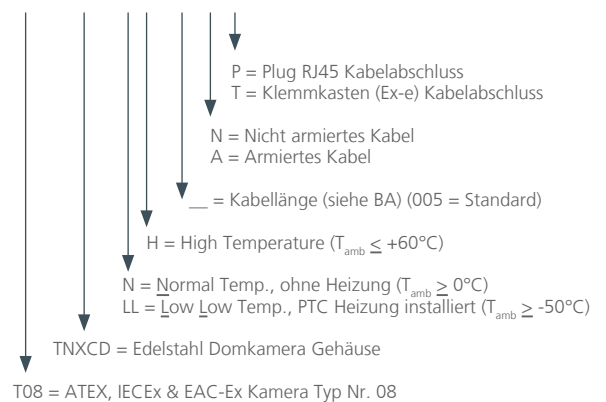 P = Plug RJ45 Kabelabschluss
T = Klemmkasten (Ex-e) Kabelabschluss
N = Nicht armiertes Kabel
A = Armiertes Kabel
__ = Kabellänge (siehe BA) (005 = Standard)
H = High Temperature (Tamb ≤ +60°C)
N = Normal Temp., ohne Heizung (Tamb ≥ 0°C)
LL = Low Low Temp., PTC Heizung installiert (Tamb ≥ -50°C)
TNXCD = Edelstahl Domkamera Gehäuse
T08 = ATEX, IECEx & EAC-Ex Kamera Typ Nr. 08